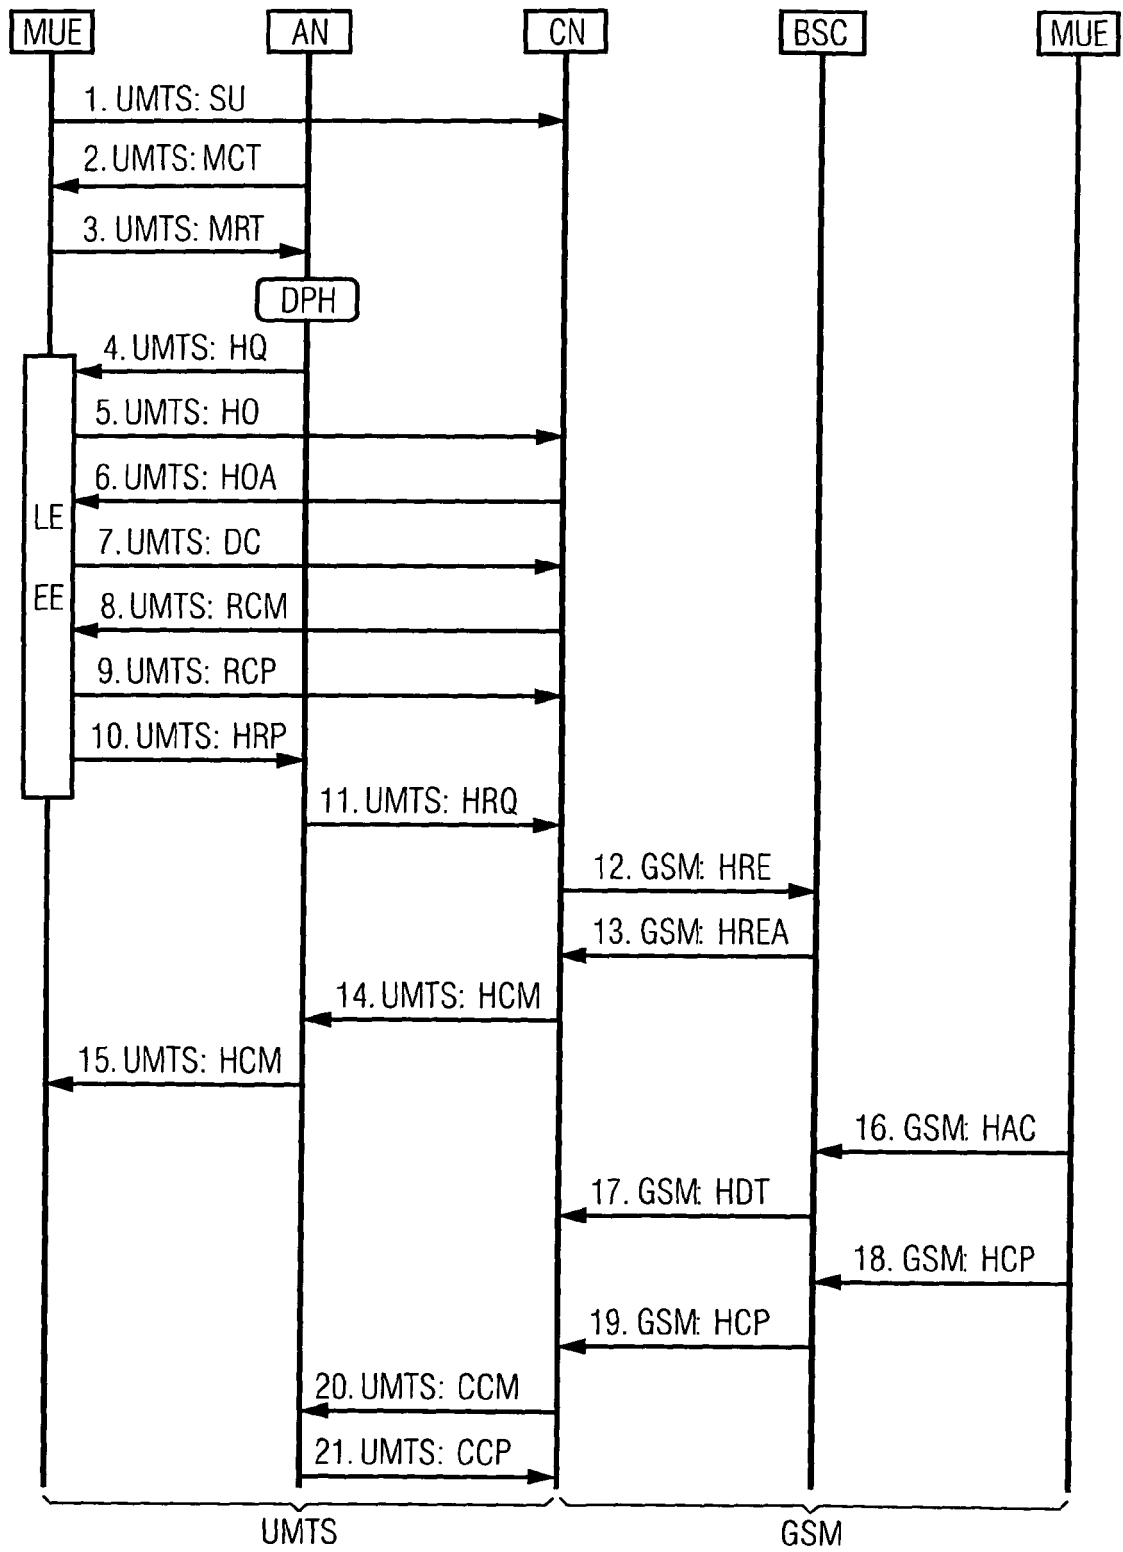 MUE AN CN BSC MUE
1. UMTS: SU
2. UMTS: MCT
3. UMTS: MRT
DPH
4. UMTS: HQ
5. UMTS: HO
6. UMTS: HOA
LE
7. UMTS: DC
EE
8. UMTS: RCM
9. UMTS: RCP
10. UMTS: HRP
11. UMTS: HRQ
12. GSM: HRE
13. GSM: HREA
14. UMTS: HCM
15. UMTS: HCM
16. GSM: HAC
17. GSM: HDT
18. GSM: HCP
19. GSM: HCP
20. UMTS: CCM
21. UMTS: CCP
UMTS GSM